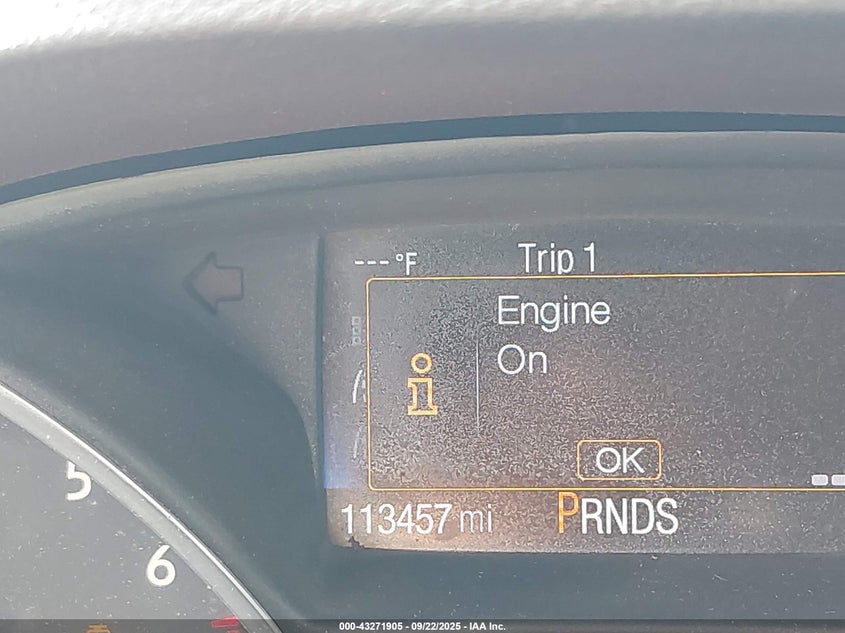 ---°F Trip 1
Engine
On
OK
113457 mi PRNDS
5
6
000-43271905 - 09/22/2025 - IAA Inc.